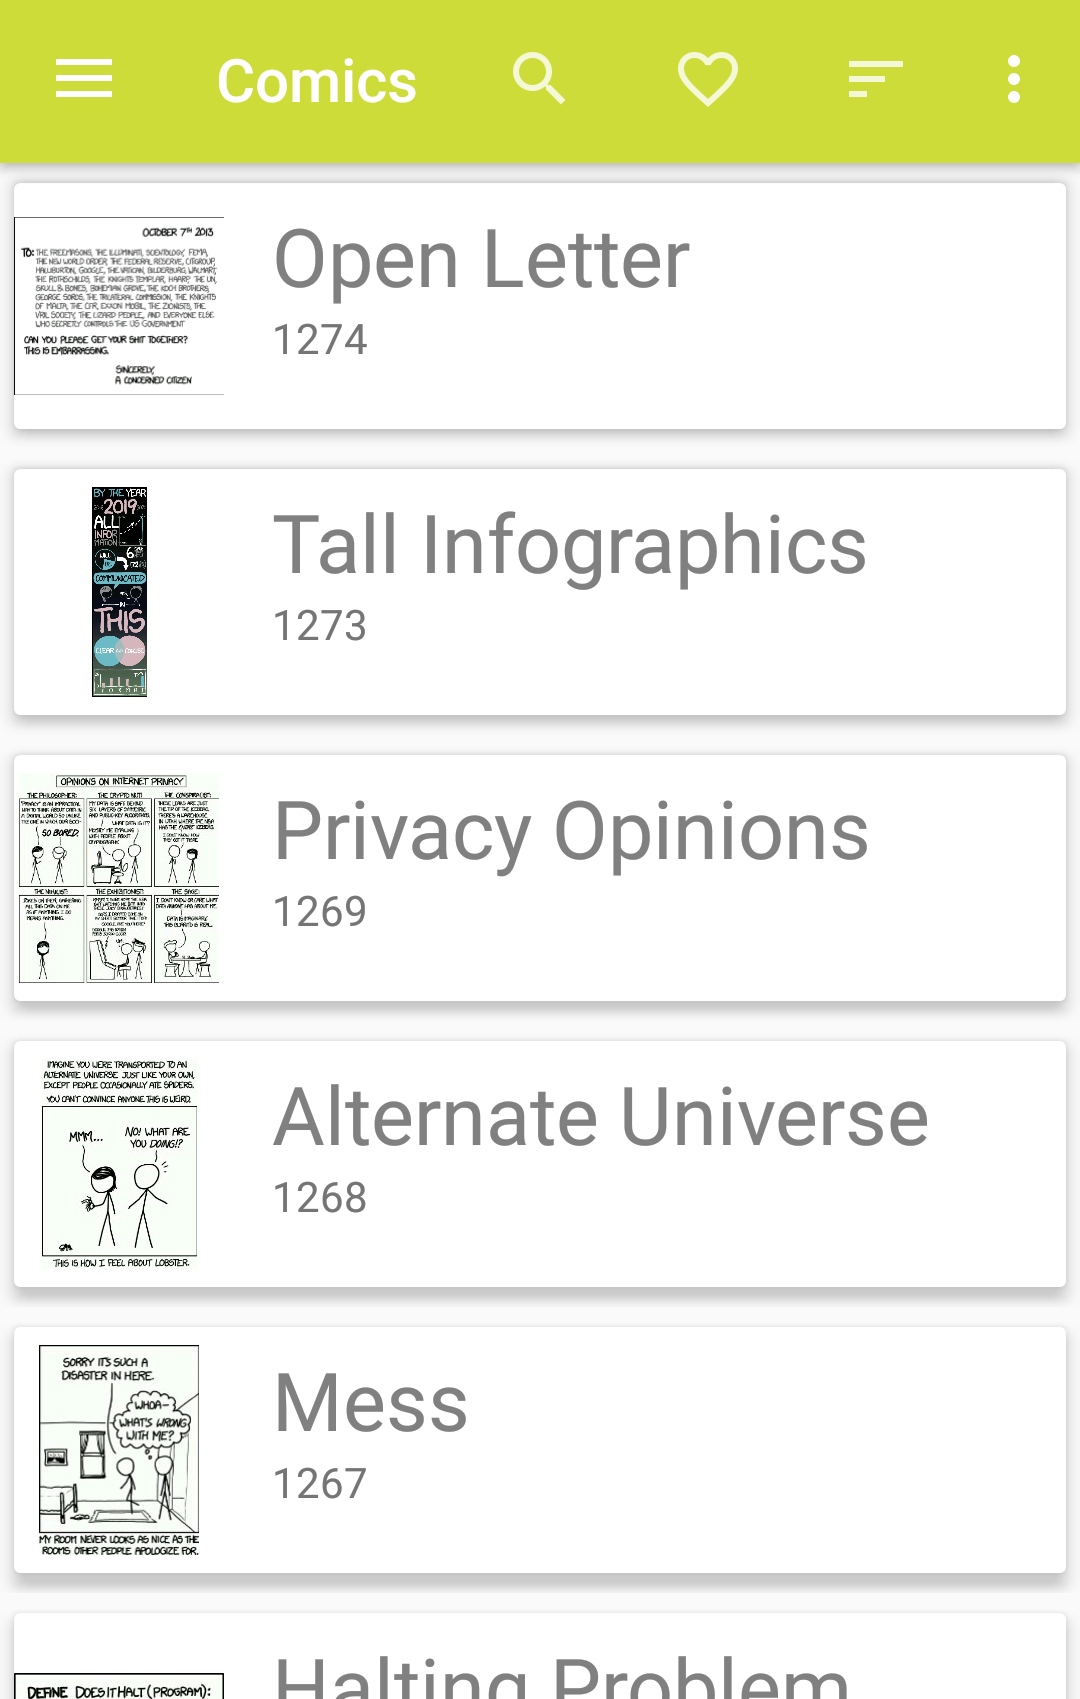 Comics
OCTOBER 7TH 2013
TO: THE FREEMASONS, THE ILLUMINATI, SCIENTOLOGY, FEMA,
THE NEW WORLD ORDER, THE FEDERAL RESERVE, CITIGROUP,
HALLIBURTON, GOOGLE, THE VATICAN, BILDERBURG, WALMART,
THE ROTHSCHILDS, THE KNIGHTS TEMPLAR, HAARP, THE UN,
SKULL & BONES, BOHEMIAN GROVE, THE KOCH BROTHERS,
GEORGE SOROS, THE TRILATERAL COMMISSION, THE KNIGHTS
OF MALTA, THE CFR, EXXON MOBIL, THE ZIONISTS, THE
VRIL SOCIETY, THE LIZARD PEOPLE, AND EVERYONE ELSE
WHO SECRETLY CONTROLS THE US GOVERNMENT
CAN YOU PLEASE GET YOUR SHIT TOGETHER?
THIS IS EMBARRASSING.
SINCERELY,
A CONCERNED CITIZEN
Open Letter
1274
BY THE YEAR
2019
ALL
INFOR
MATION
WILL
COMMUNICATED
IN
THIS
CLEAR AND CONCISE
FORMAT
Tall Infographics
1273
OPINIONS ON INTERNET PRIVACY
THE PHILOSOPHER:
THE CRYPTO NUT:
THE CONSPIRACIST:
SO BORED.
THE NIHILIST:
THE EXHIBITIONIST:
THE SAGE:
Privacy Opinions
1269
IMAGINE YOU WERE TRANSPORTED TO AN
ALTERNATE UNIVERSE JUST LIKE YOUR OWN,
EXCEPT PEOPLE OCCASIONALLY ATE SPIDERS.
YOU CAN'T CONVINCE ANYONE THIS IS WEIRD.
MMM...
NO! WHAT ARE
YOU DOING!?
THIS IS HOW I FEEL ABOUT LOBSTER.
Alternate Universe
1268
SORRY IT'S SUCH A
DISASTER IN HERE.
WHOA—
WHAT'S WRONG
WITH ME?
MY ROOM NEVER LOOKS AS NICE AS THE
ROOMS OTHER PEOPLE APOLOGIZE FOR.
Mess
1267
DEFINE DOESITHALT(PROGRAM):
Halting Problem